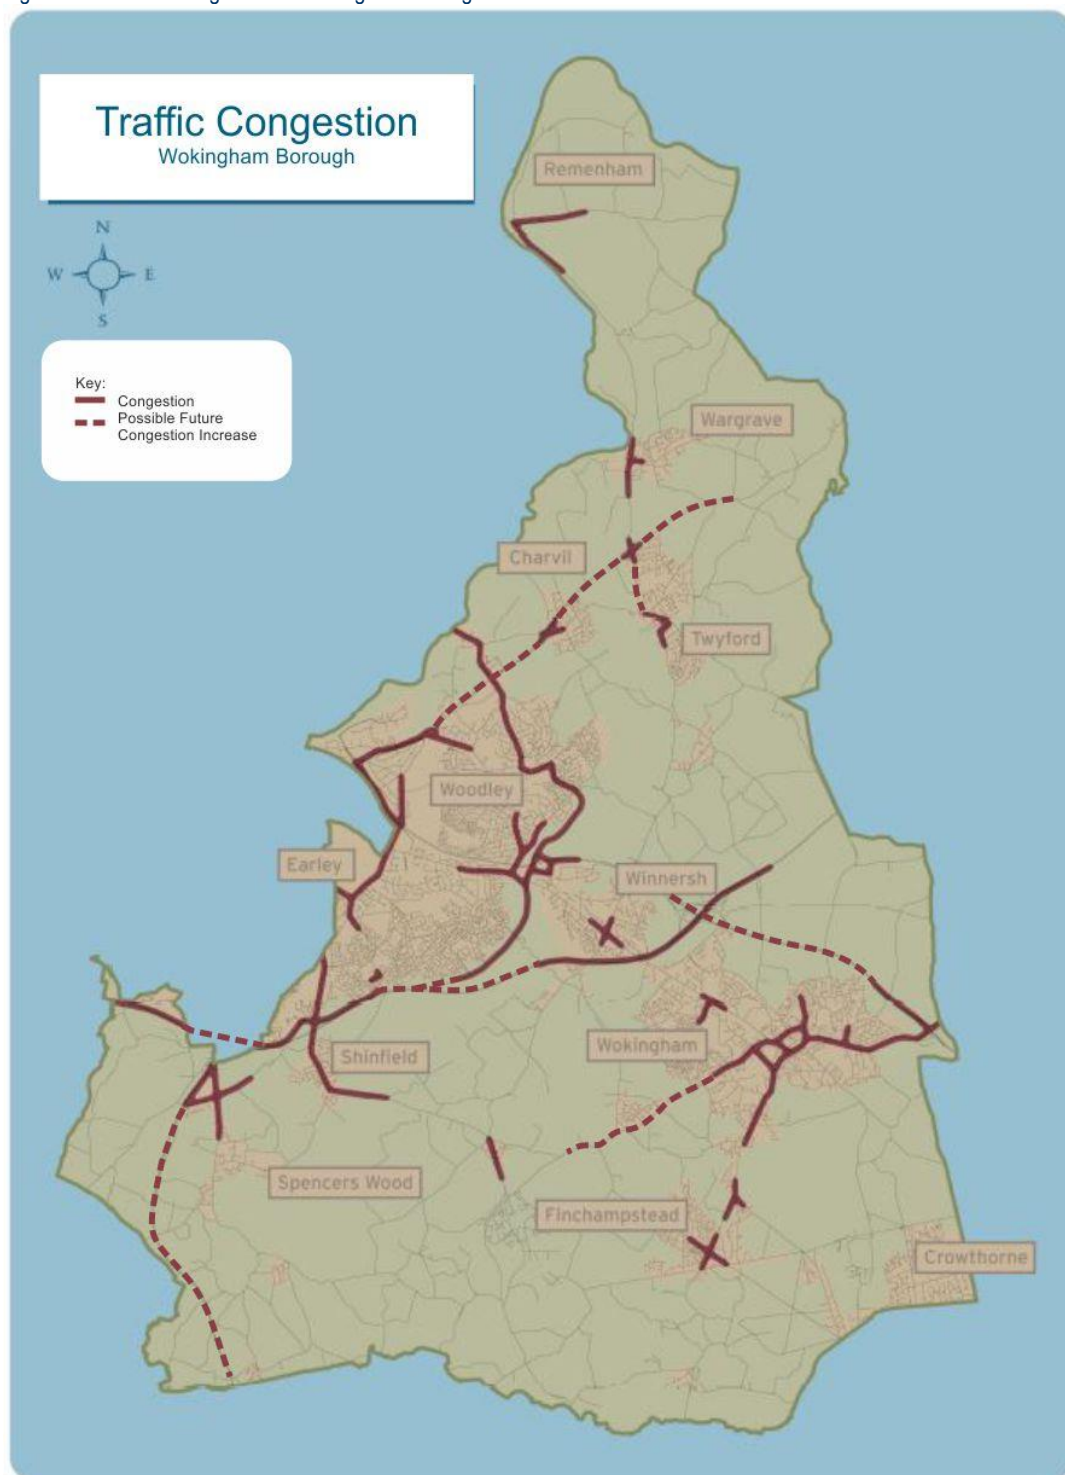 Traffic Congestion
Wokingham Borough
N
W E
S
Key:
Congestion
Possible Future
Congestion Increase
Remenham
Wargrave
Charvil
Twyford
Woodley
Earley
Winnersh
Wokingham
Shinfield
Spencers Wood
Finchampstead
Crowthorne